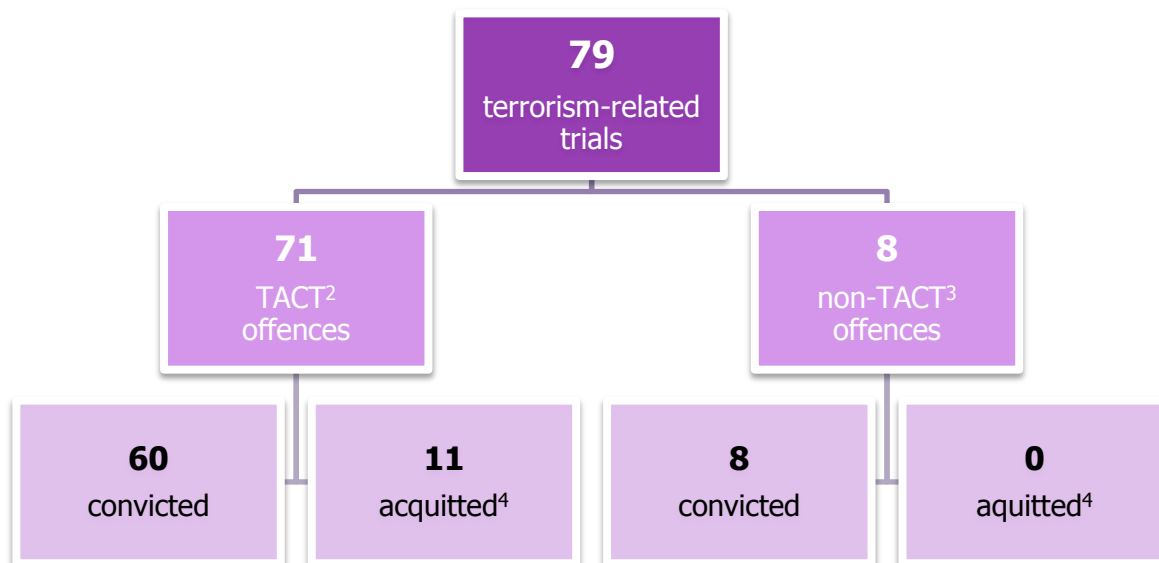 79
terrorism-related
trials
71
TACT²
offences
8
non-TACT³
offences
60
convicted
11
acquitted⁴
8
convicted
0
aquitted⁴